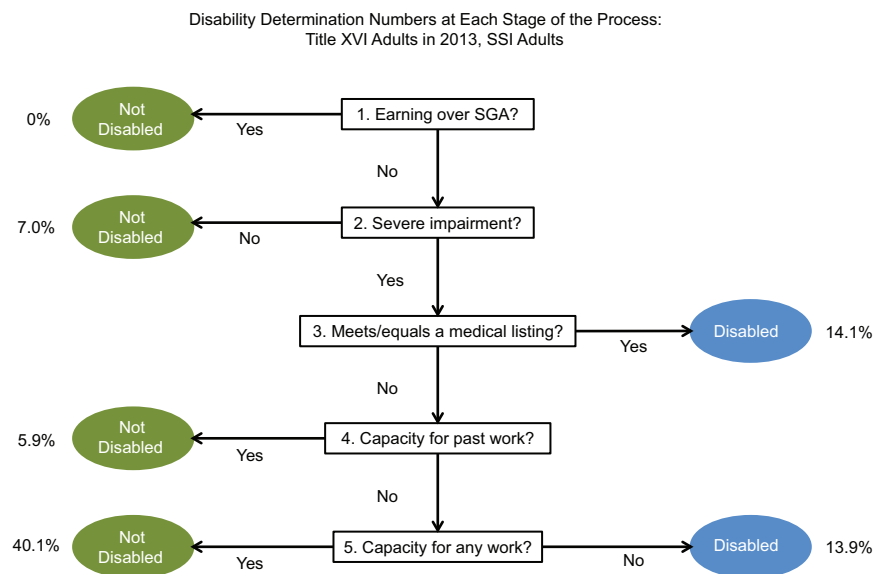 Disability Determination Numbers at Each Stage of the Process:
Title XVI Adults in 2013, SSI Adults
0%
Not
Disabled
Yes
1. Earning over SGA?
No
7.0%
Not
Disabled
No
2. Severe impairment?
Yes
3. Meets/equals a medical listing?
Yes
Disabled
14.1%
No
5.9%
Not
Disabled
Yes
4. Capacity for past work?
No
40.1%
Not
Disabled
Yes
5. Capacity for any work?
No
Disabled
13.9%